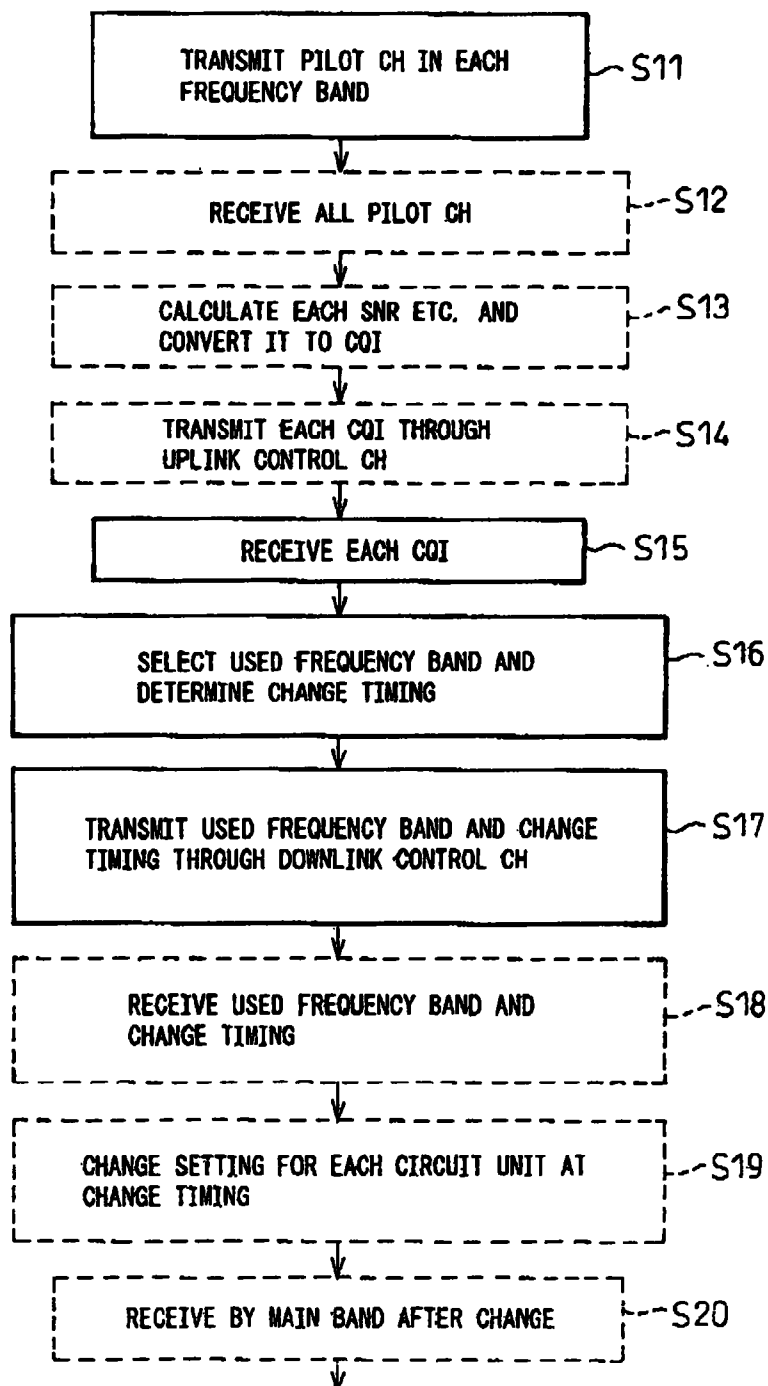 TRANSMIT PILOT CH IN EACH
FREQUENCY BAND
S11
RECEIVE ALL PILOT CH
S12
CALCULATE EACH SNR ETC. AND
CONVERT IT TO CQI
S13
TRANSMIT EACH CQI THROUGH
UPLINK CONTROL CH
S14
RECEIVE EACH CQI
S15
SELECT USED FREQUENCY BAND AND
DETERMINE CHANGE TIMING
S16
TRANSMIT USED FREQUENCY BAND AND CHANGE
TIMING THROUGH DOWNLINK CONTROL CH
S17
RECEIVE USED FREQUENCY BAND AND
CHANGE TIMING
S18
CHANGE SETTING FOR EACH CIRCUIT UNIT AT
CHANGE TIMING
S19
RECEIVE BY MAIN BAND AFTER CHANGE
S20